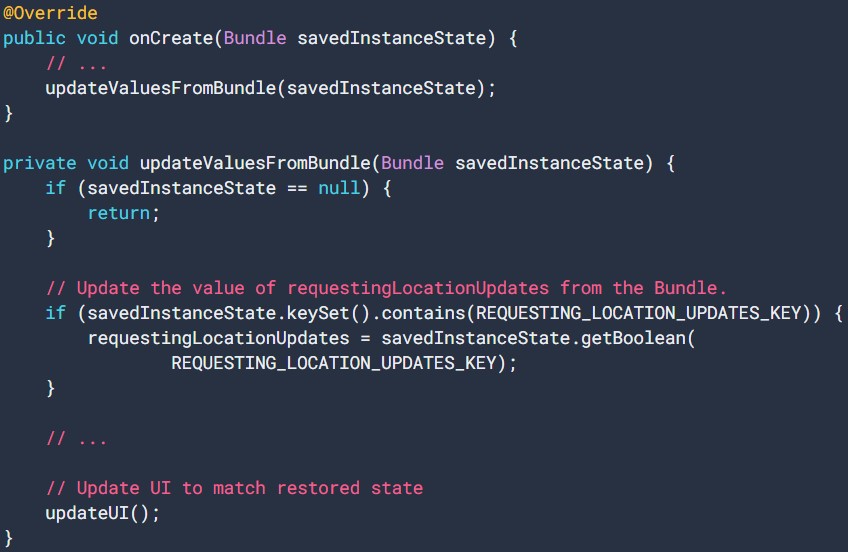 @Override
public void onCreate(Bundle savedInstanceState) {
    // ...
    updateValuesFromBundle(savedInstanceState);
}

private void updateValuesFromBundle(Bundle savedInstanceState) {
    if (savedInstanceState == null) {
        return;
    }

    // Update the value of requestingLocationUpdates from the Bundle.
    if (savedInstanceState.keySet().contains(REQUESTING_LOCATION_UPDATES_KEY)) {
        requestingLocationUpdates = savedInstanceState.getBoolean(
                REQUESTING_LOCATION_UPDATES_KEY);
    }

    // ...

    // Update UI to match restored state
    updateUI();
}